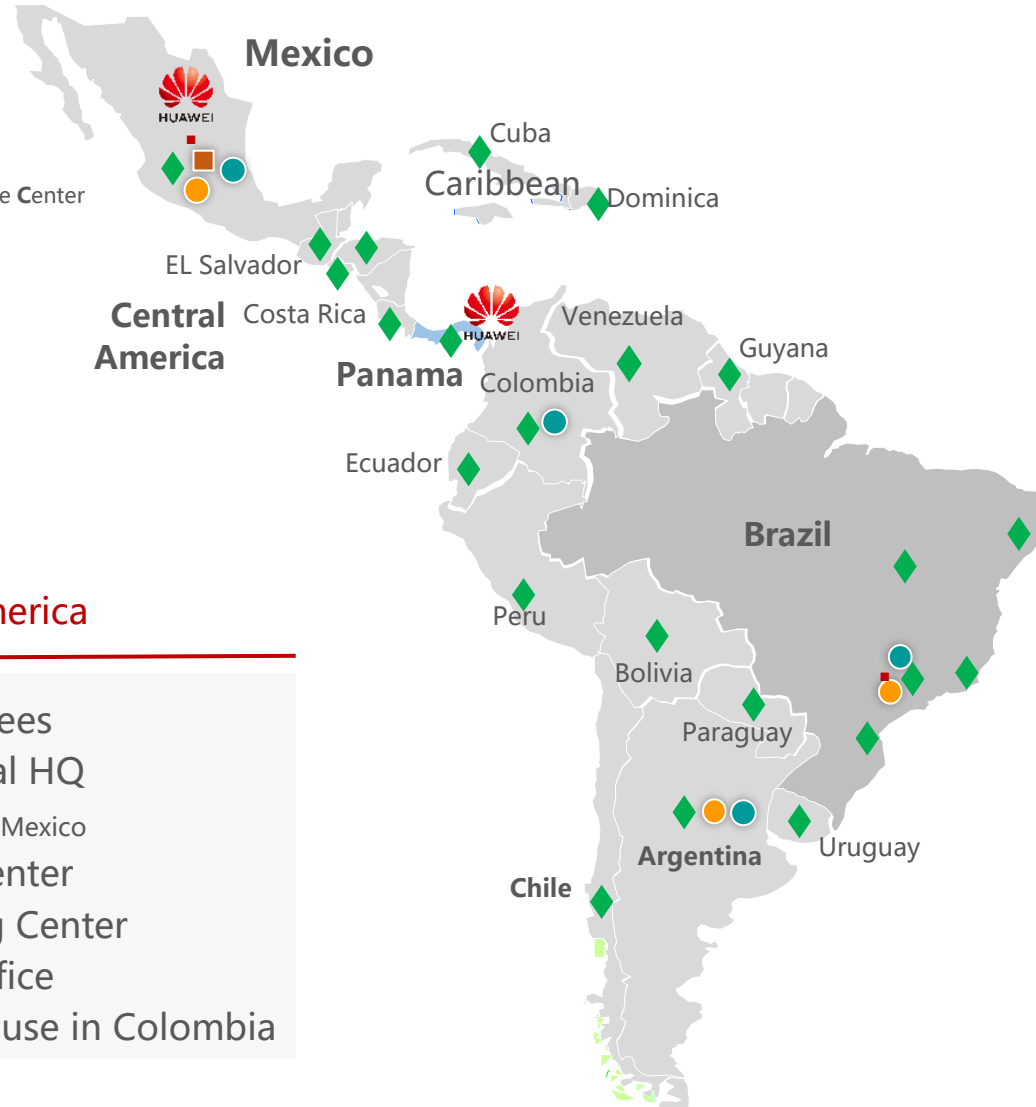 Mexico
HUAWEI
Cuba
Caribbean
Dominica
e Center
EL Salvador
Central
America
Costa Rica
HUAWEI
Venezuela
Guyana
Panama
Colombia
Ecuador
Brazil
Peru
merica
Bolivia
Paraguay
ees
al HQ
Mexico
enter
g Center
fice
use in Colombia
Argentina
Uruguay
Chile